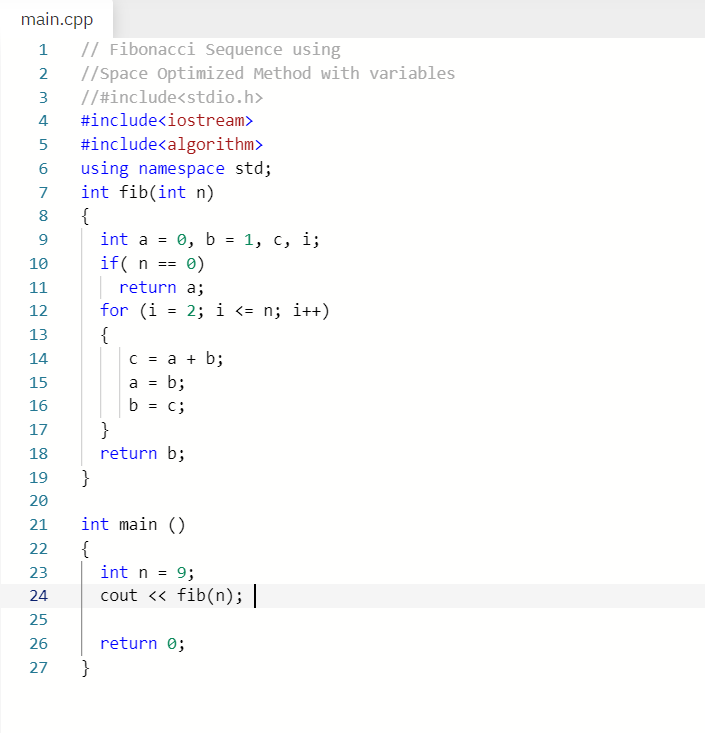 main.cpp
1 // Fibonacci Sequence using
2 //Space Optimized Method with variables
3 //#include<stdio.h>
4 #include<iostream>
5 #include<algorithm>
6 using namespace std;
7 int fib(int n)
8 {
9   int a = 0, b = 1, c, i;
10   if( n == 0)
11     return a;
12   for (i = 2; i <= n; i++)
13   {
14      c = a + b;
15      a = b;
16      b = c;
17   }
18   return b;
19 }
20
21 int main ()
22 {
23   int n = 9;
24   cout << fib(n);
25
26   return 0;
27 }